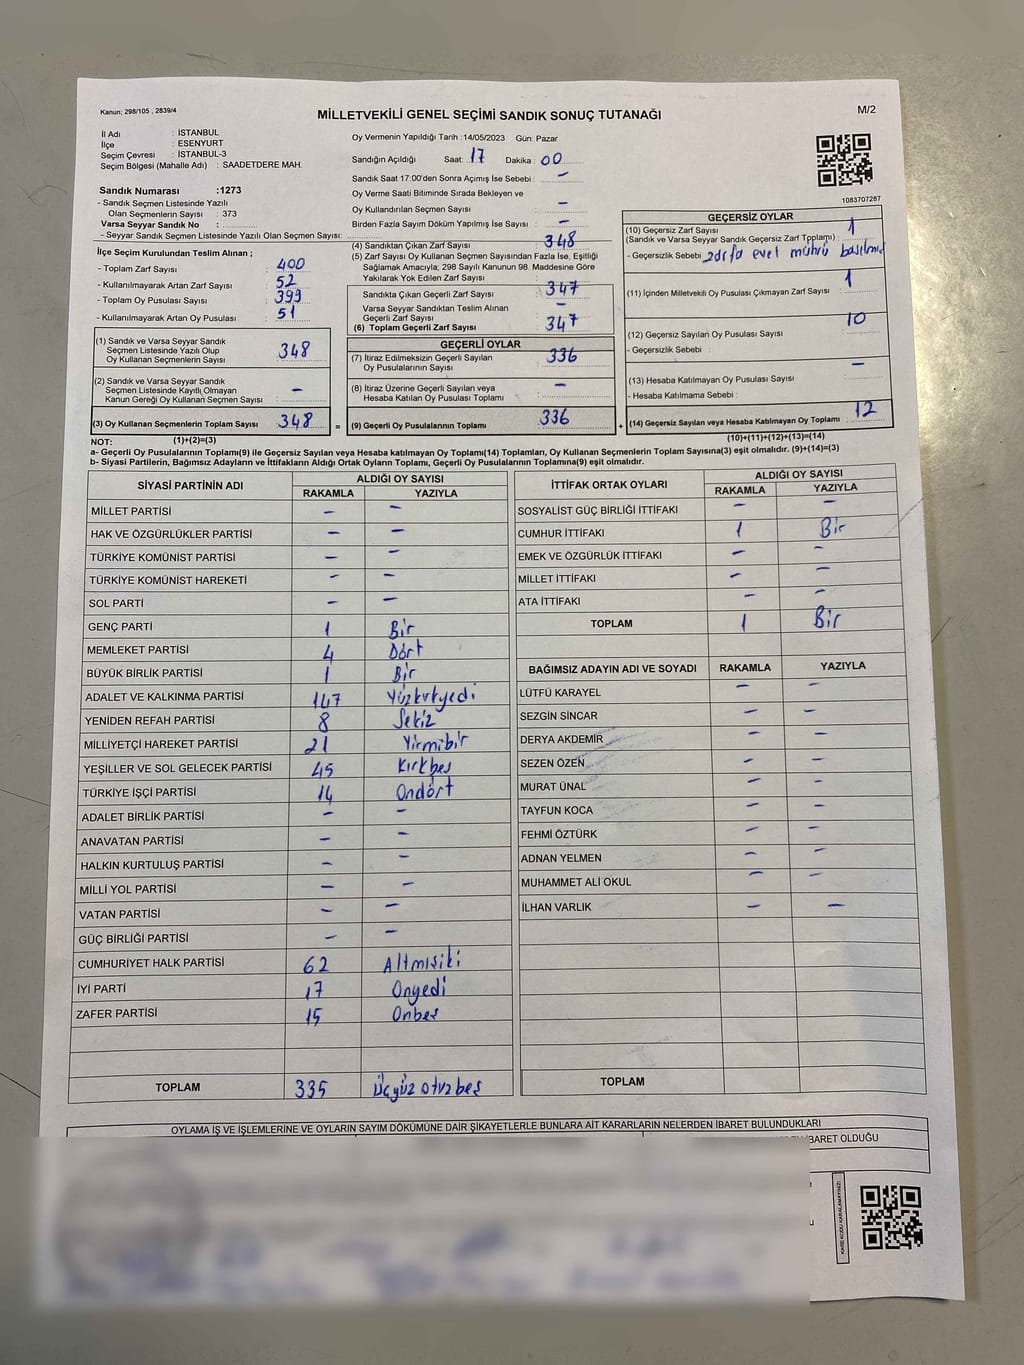 Kanun: 298/105 , 2839/4
MİLLETVEKİLİ GENEL SEÇİMİ SANDIK SONUÇ TUTANAĞI
M/2
İl Adı : İSTANBUL
İlçe : ESENYURT
Seçim Çevresi : İSTANBUL-3
Seçim Bölgesi (Mahalle Adı) : SAADETDERE MAH.
Sandık Numarası :1273
- Sandık Seçmen Listesinde Yazılı
Olan Seçmenlerin Sayısı : 373
Varsa Seyyar Sandık No :
- Seyyar Sandık Seçmen Listesinde Yazılı Olan Seçmen Sayısı:
Oy Vermenin Yapıldığı Tarih :14/05/2023 Gün: Pazar
Sandığın Açıldığı Saat: 17 Dakika : 00
Sandık Saat 17:00'den Sonra Açımış İse Sebebi : -
Oy Verme Saati Bitiminde Sırada Bekleyen ve
Oy Kullandırılan Seçmen Sayısı -
Birden Fazla Sayım Döküm Yapılmış İse Sayısı : -
1083707287
İlçe Seçim Kurulundan Teslim Alınan ;
- Toplam Zarf Sayısı : 400
- Kullanılmayarak Artan Zarf Sayısı : 52
- Toplam Oy Pusulası Sayısı : 399
- Kullanılmayarak Artan Oy Pusulası : 51
(1) Sandık ve Varsa Seyyar Sandık
Seçmen Listesinde Yazılı Olup
Oy Kullanan Seçmenlerin Sayısı 348
(2) Sandık ve Varsa Seyyar Sandık
Seçmen Listesinde Kayıtlı Olmayan
Kanun Gereği Oy Kullanan Seçmen Sayısı -
(3) Oy Kullanan Seçmenlerin Toplam Sayısı 348 =
(4) Sandıktan Çıkan Zarf Sayısı 348
(5) Zarf Sayısı Oy Kullanan Seçmen Sayısından Fazla İse, Eşitliği
Sağlamak Amacıyla; 298 Sayılı Kanunun 98. Maddesine Göre
Yakılarak Yok Edilen Zarf Sayısı :
Sandıkta Çıkan Geçerli Zarf Sayısı 347
Varsa Seyyar Sandıktan Teslim Alınan
Geçerli Zarf Sayısı : -
(6) Toplam Geçerli Zarf Sayısı 347
GEÇERLİ OYLAR
(7) İtiraz Edilmeksizin Geçerli Sayılan
Oy Pusulalarının Sayısı: 336
(8) İtiraz Üzerine Geçerli Sayılan veya
Hesaba Katılan Oy Pusulaları Toplamı -
(9) Geçerli Oy Pusulalarının Toplamı 336 +
GEÇERSİZ OYLAR
(10) Geçersiz Zarf Sayısı 1
(Sandık ve Varsa Seyyar Sandık Geçersiz Zarf Toplamı) :
- Geçersizlik Sebebi zarfa evet mührü
(11) İçinden Milletvekili Oy Pusulası Çıkmayan Zarf Sayısı : 1
(12) Geçersiz Sayılan Oy Pusulası Sayısı : 10
- Geçersizlik Sebebi :
(13) Hesaba Katılmayan Oy Pusulası Sayısı : -
- Hesaba Katılmama Sebebi :
(14) Geçersiz Sayılan veya Hesaba Katılmayan Oy Toplamı 12
NOT: (1)+(2)=(3)
(10)+(11)+(12)+(13)=(14)
a- Geçerli Oy Pusulalarının Toplamı(9) ile Geçersiz Sayılan veya Hesaba katılmayan Oy Toplamı(14) Toplamları, Oy Kullanan Seçmenlerin Toplam Sayısına(3) eşit olmalıdır. (9)+(14)=(3)
b- Siyasi Partilerin, Bağımsız Adayların ve İttifakların Aldığı Ortak Oyların Toplamı, Geçerli Oy Pusulalarının Toplamına(9) eşit olmalıdır.
SİYASİ PARTİNİN ADI
ALDIĞI OY SAYISI
RAKAMLA YAZIYLA
MİLLET PARTİSİ - -
HAK VE ÖZGÜRLÜKLER PARTİSİ - -
TÜRKİYE KOMÜNİST PARTİSİ - -
TÜRKİYE KOMÜNİST HAREKETİ - -
SOL PARTİ - -
GENÇ PARTİ 1 Bir
MEMLEKET PARTİSİ 4 Dört
BÜYÜK BİRLİK PARTİSİ 1 Bir
ADALET VE KALKINMA PARTİSİ 147 Yüzkırkyedi
YENİDEN REFAH PARTİSİ 8 Sekiz
MİLLİYETÇİ HAREKET PARTİSİ 21 Yirmibir
YEŞİLLER VE SOL GELECEK PARTİSİ 45 Kırkbeş
TÜRKİYE İŞÇİ PARTİSİ 14 Ondört
ADALET BİRLİK PARTİSİ - -
ANAVATAN PARTİSİ - -
HALKIN KURTULUŞ PARTİSİ - -
MİLLİ YOL PARTİSİ - -
VATAN PARTİSİ - -
GÜÇ BİRLİĞİ PARTİSİ - -
CUMHURİYET HALK PARTİSİ 62 Altmışiki
İYİ PARTİ 17 Onyedi
ZAFER PARTİSİ 15 Onbeş
TOPLAM 335 Üçyüz otuzbeş
İTTİFAK ORTAK OYLARI
ALDIĞI OY SAYISI
RAKAMLA YAZIYLA
SOSYALİST GÜÇ BİRLİĞİ İTTİFAKI - -
CUMHUR İTTİFAKI 1 Bir
EMEK VE ÖZGÜRLÜK İTTİFAKI - -
MİLLET İTTİFAKI - -
ATA İTTİFAKI - -
TOPLAM 1 Bir
BAĞIMSIZ ADAYIN ADI VE SOYADI RAKAMLA YAZIYLA
LÜTFÜ KARAYEL - -
SEZGİN SİNCAR - -
DERYA AKDEMİR - -
SEZEN ÖZEN - -
MURAT ÜNAL - -
TAYFUN KOCA - -
FEHMİ ÖZTÜRK - -
ADNAN YELMEN - -
MUHAMMET ALİ OKUL - -
İLHAN VARLIK - -
TOPLAM
OYLAMA İŞ VE İŞLEMLERİNE VE OYLARIN SAYIM DÖKÜMÜNE DAİR ŞİKAYETLERLE BUNLARA AİT KARARLARIN NELERDEN İBARET BULUNDUKLARI
İBARET OLDUĞU
KARE KODU KARALAMAYINIZ!